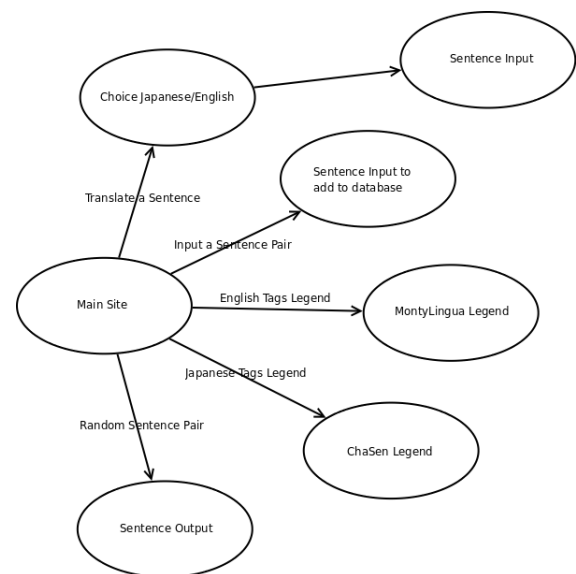 Sentence Input
Choice Japanese/English
Sentence Input to
add to database
Translate a Sentence
Input a Sentence Pair
English Tags Legend
Main Site
MontyLingua Legend
Japanese Tags Legend
Random Sentence Pair
ChaSen Legend
Sentence Output